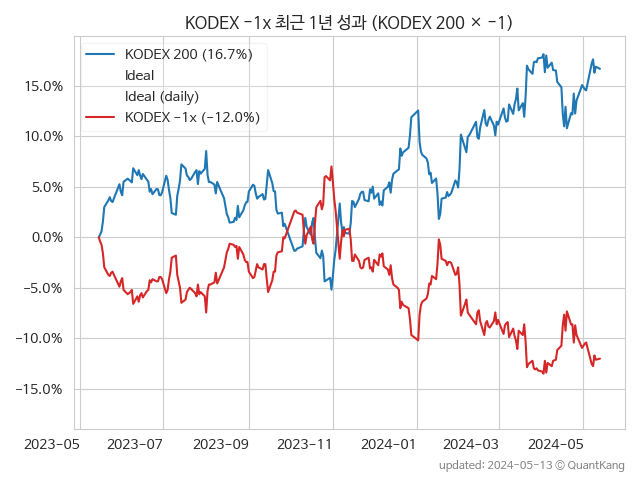 KODEX −1x 최근 1년 성과 (KODEX 200 × −1)
KODEX 200 (16.7%)
Ideal
Ideal (daily)
KODEX −1x (−12.0%)
15.0%
10.0%
5.0%
0.0%
−5.0%
−10.0%
−15.0%
2023-05 2023-07 2023-09 2023-11 2024-01 2024-03 2024-05
updated: 2024-05-13 ⓒ QuantKang